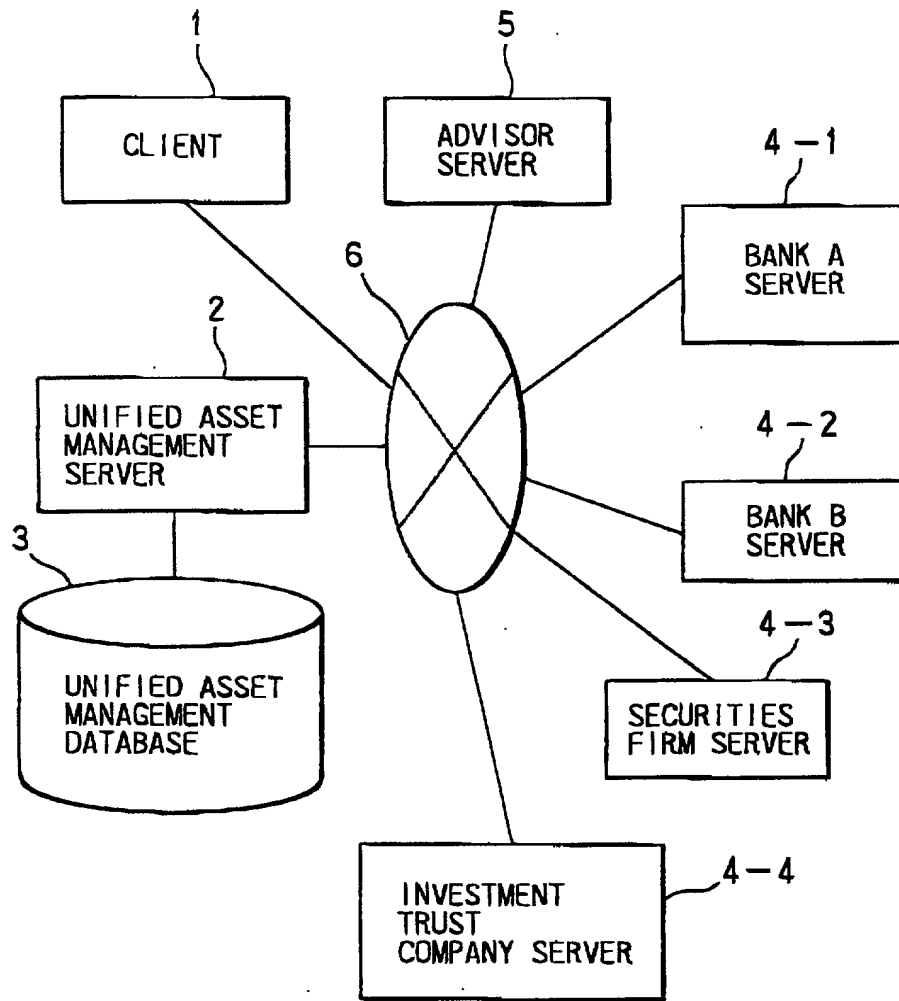 1
CLIENT
5
ADVISOR
SERVER
4-1
BANK A
SERVER
6
2
UNIFIED ASSET
MANAGEMENT
SERVER
4-2
BANK B
SERVER
3
UNIFIED ASSET
MANAGEMENT
DATABASE
4-3
SECURITIES
FIRM SERVER
4-4
INVESTMENT
TRUST
COMPANY SERVER